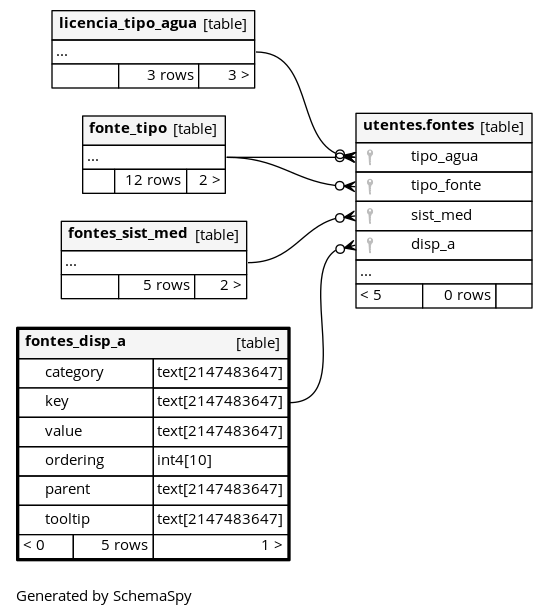 licencia_tipo_agua [table]
...
3 rows 3 >
fonte_tipo [table]
...
12 rows 2 >
fontes_sist_med [table]
...
5 rows 2 >
fontes_disp_a [table]
category text[2147483647]
key text[2147483647]
value text[2147483647]
ordering int4[10]
parent text[2147483647]
tooltip text[2147483647]
< 0 5 rows 1 >
utentes.fontes [table]
tipo_agua
tipo_fonte
sist_med
disp_a
...
< 5 0 rows
Generated by SchemaSpy